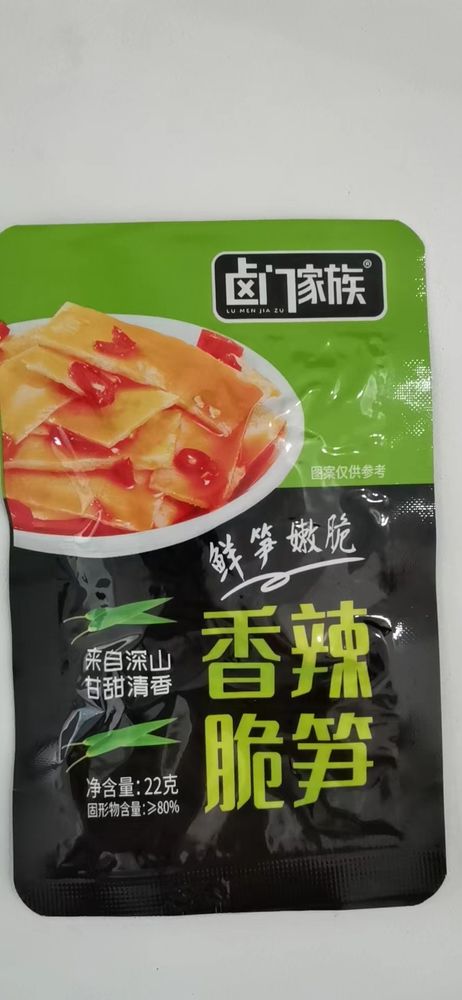 卤门家族®
LU MEN JIA ZU
图案仅供参考
鲜笋嫩脆
香辣
脆笋
来自深山
甘甜清香
净含量:22克
固形物含量:≥80%